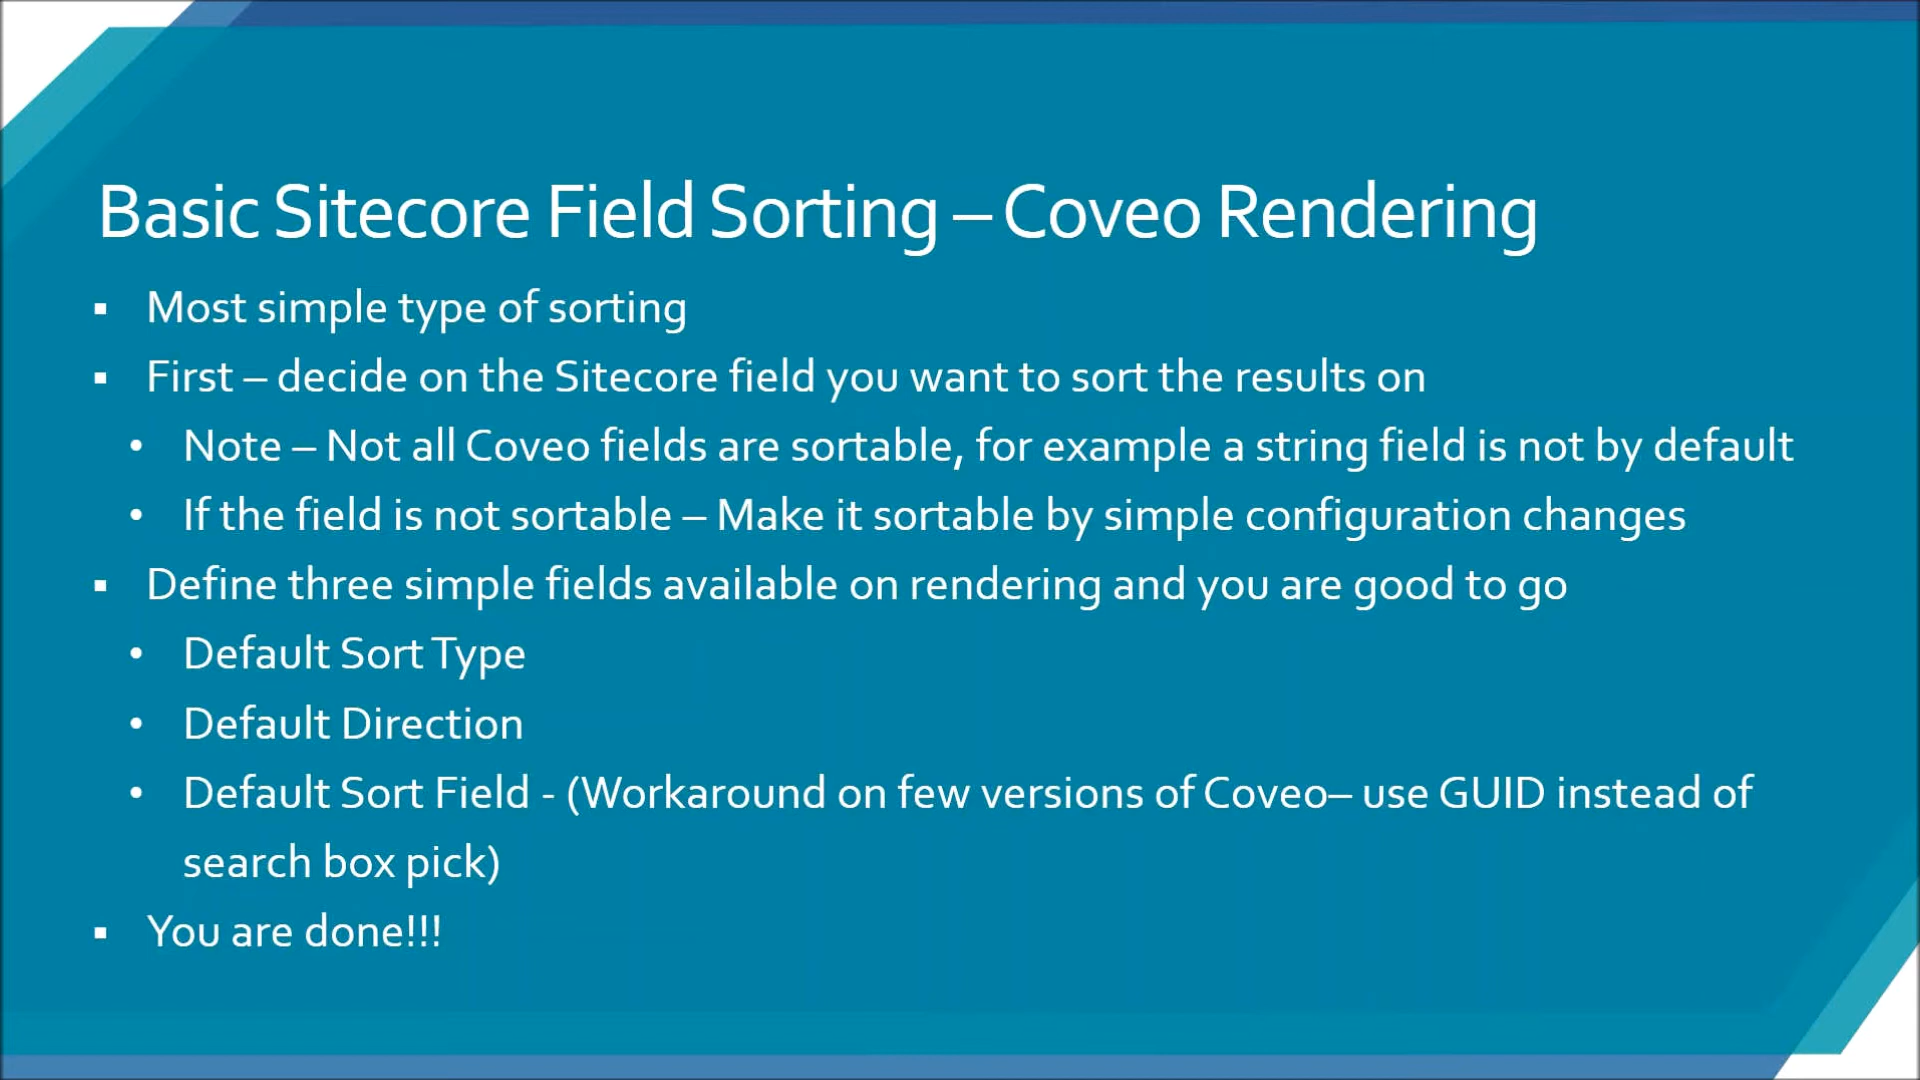 Basic Sitecore Field Sorting – Coveo Rendering
▪ Most simple type of sorting
▪ First – decide on the Sitecore field you want to sort the results on
• Note – Not all Coveo fields are sortable, for example a string field is not by default
• If the field is not sortable – Make it sortable by simple configuration changes
▪ Define three simple fields available on rendering and you are good to go
• Default Sort Type
• Default Direction
• Default Sort Field - (Workaround on few versions of Coveo– use GUID instead of
search box pick)
▪ You are done!!!